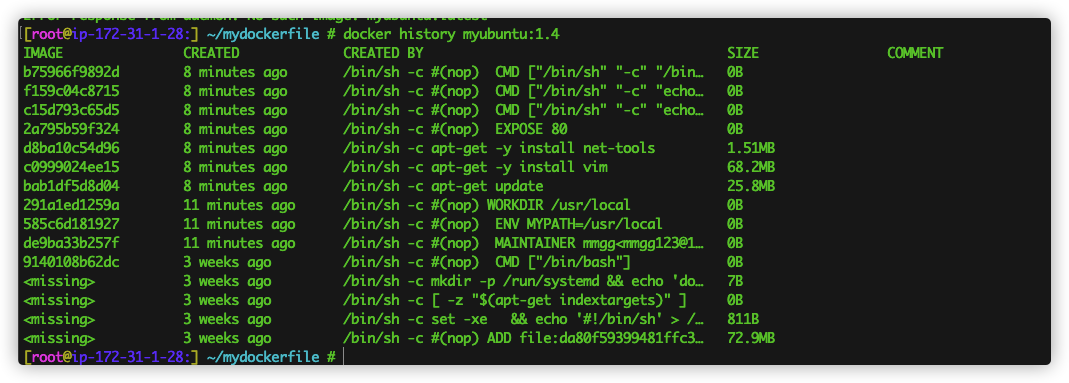 Error response from daemon: No such image: myubuntu:latest
[root@ip-172-31-1-28:] ~/mydockerfile # docker history myubuntu:1.4
IMAGE CREATED CREATED BY SIZE COMMENT
b75966f9892d 8 minutes ago /bin/sh -c #(nop)  CMD ["/bin/sh" "-c" "/bin… 0B
f159c04c8715 8 minutes ago /bin/sh -c #(nop)  CMD ["/bin/sh" "-c" "echo… 0B
c15d793c65d5 8 minutes ago /bin/sh -c #(nop)  CMD ["/bin/sh" "-c" "echo… 0B
2a795b59f324 8 minutes ago /bin/sh -c #(nop)  EXPOSE 80 0B
d8ba10c54d96 8 minutes ago /bin/sh -c apt-get -y install net-tools 1.51MB
c0999024ee15 8 minutes ago /bin/sh -c apt-get -y install vim 68.2MB
bab1df5d8d04 8 minutes ago /bin/sh -c apt-get update 25.8MB
291a1ed1259a 11 minutes ago /bin/sh -c #(nop) WORKDIR /usr/local 0B
585c6d181927 11 minutes ago /bin/sh -c #(nop)  ENV MYPATH=/usr/local 0B
de9ba33b257f 11 minutes ago /bin/sh -c #(nop)  MAINTAINER mmgg<mmgg123@1… 0B
9140108b62dc 3 weeks ago /bin/sh -c #(nop)  CMD ["/bin/bash"] 0B
<missing> 3 weeks ago /bin/sh -c mkdir -p /run/systemd && echo 'do… 7B
<missing> 3 weeks ago /bin/sh -c [ -z "$(apt-get indextargets)" ] 0B
<missing> 3 weeks ago /bin/sh -c set -xe   && echo '#!/bin/sh' > /… 811B
<missing> 3 weeks ago /bin/sh -c #(nop) ADD file:da80f59399481ffc3… 72.9MB
[root@ip-172-31-1-28:] ~/mydockerfile #